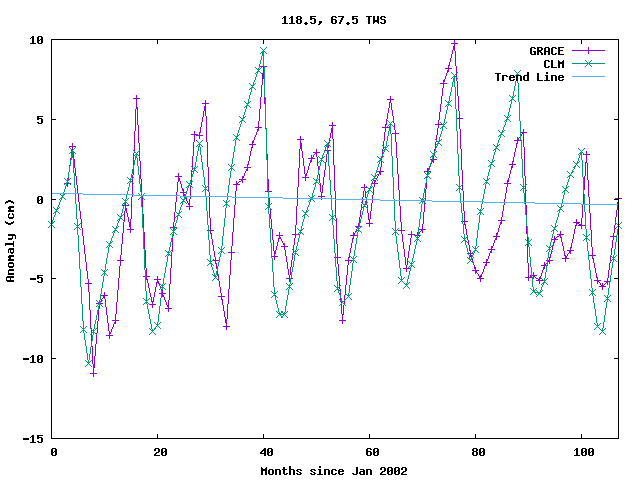 118.5, 67.5 TWS
10
5
0
-5
-10
-15
Anomaly (cm)
GRACE
CLM
Trend Line
0 20 40 60 80 100
Months since Jan 2002